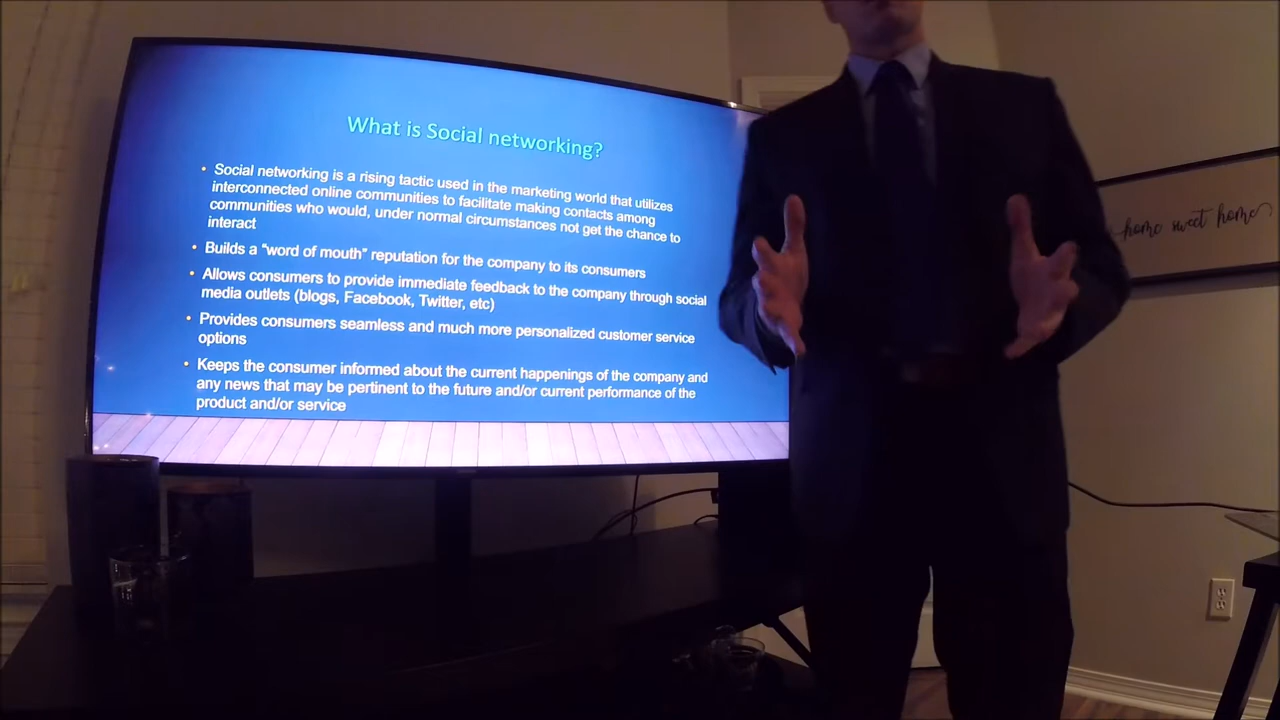 What is Social networking?
• Social networking is a rising tactic used in the marketing world that utilizes
interconnected online communities to facilitate making contacts among
communities who would, under normal circumstances not get the chance to
interact
• Builds a “word of mouth” reputation for the company to its consumers
• Allows consumers to provide immediate feedback to the company through social
media outlets (blogs, Facebook, Twitter, etc)
• Provides consumers seamless and much more personalized customer service
options
• Keeps the consumer informed about the current happenings of the company and
any news that may be pertinent to the future and/or current performance of the
product and/or service
home sweet home